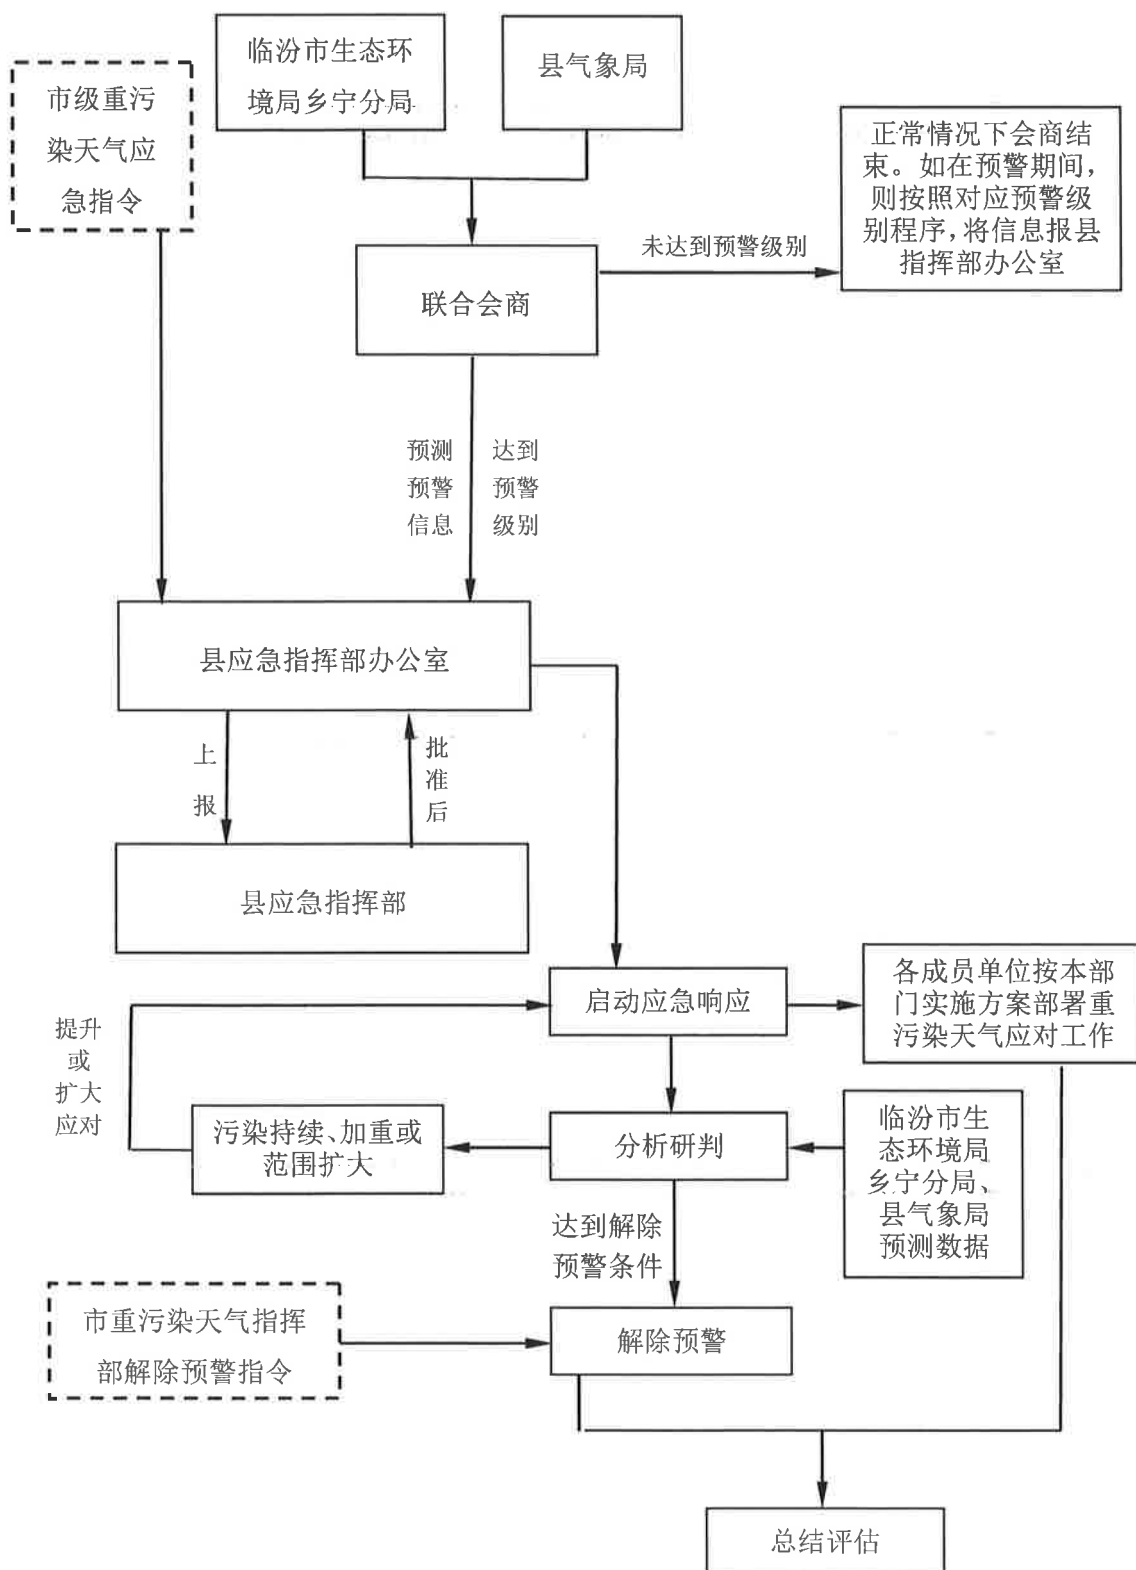 市级重污
染天气应
急指令
临汾市生态环
境局乡宁分局
县气象局
正常情况下会商结
束。如在预警期间,
则按照对应预警级
别程序,将信息报县
指挥部办公室
未达到预警级别
联合会商
预测
预警
信息
达到
预警
级别
县应急指挥部办公室
上
报
批
准
后
县应急指挥部
启动应急响应
各成员单位按本部
门实施方案部署重
污染天气应对工作
提升
或
扩大
应对
污染持续、加重或
范围扩大
分析研判
临汾市生
态环境局
乡宁分局、
县气象局
预测数据
达到解除
预警条件
市重污染天气指挥
部解除预警指令
解除预警
总结评估